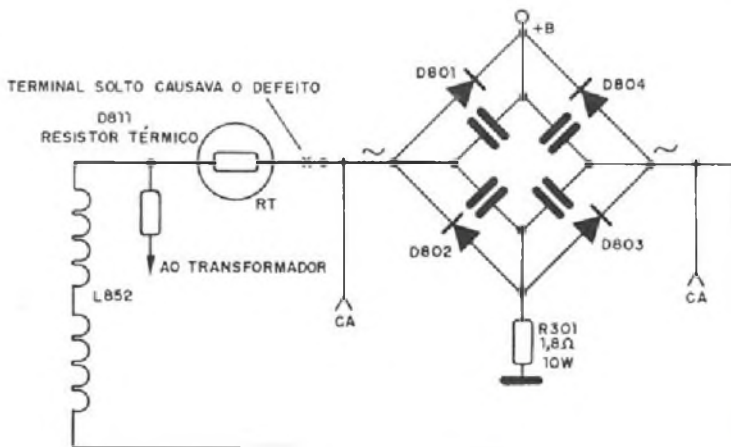 +B
D801
D804
TERMINAL SOLTO CAUSAVA O DEFEITO
D811
RESISTOR TÉRMICO
~
~
RT
D802
D803
AO TRANSFORMADOR
L852
CA
CA
R301
1,8Ω
10W